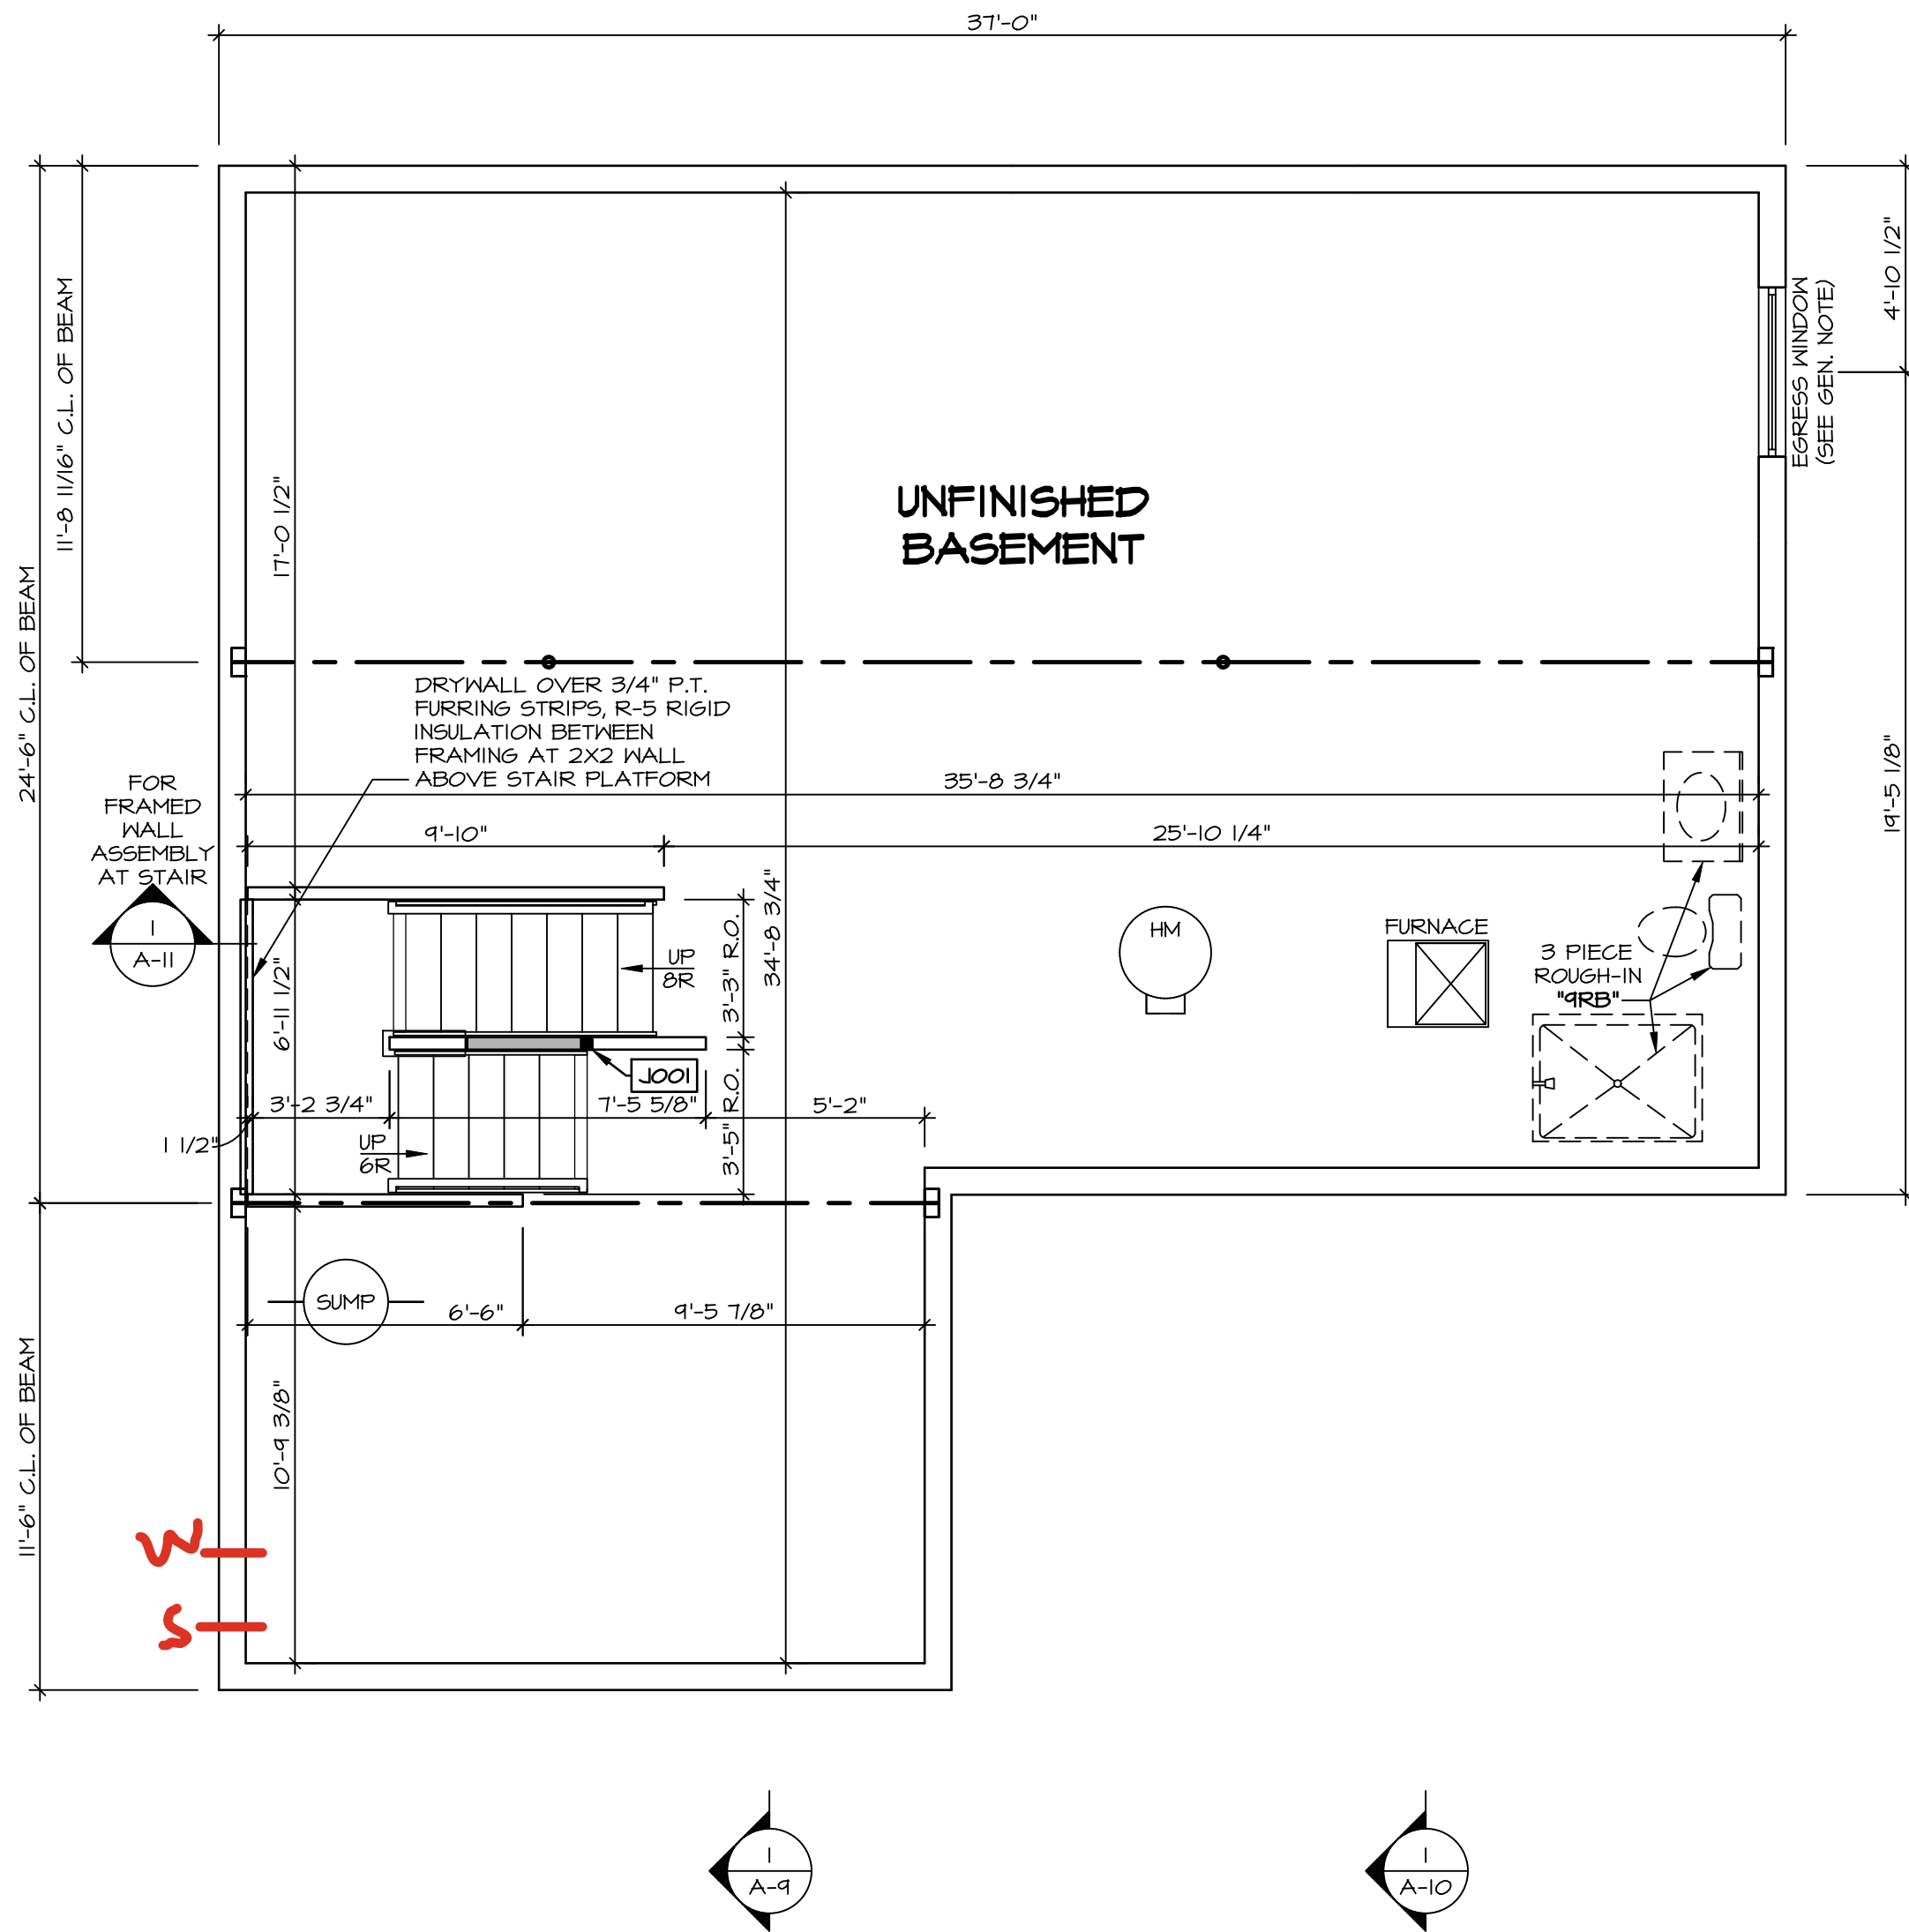 37'-0"
4'-10 1/2"
EGRESS WINDOW
(SEE GEN. NOTE)
11'-8 11/16" C.L. OF BEAM
17'-0 1/2"
UNFINISHED
BASEMENT
24'-6" C.L. OF BEAM
DRYWALL OVER 3/4" P.T.
FURRING STRIPS, R-5 RIGID
INSULATION BETWEEN
FRAMING AT 2X2 WALL
ABOVE STAIR PLATFORM
35'-8 3/4"
19'-5 1/8"
FOR
FRAMED
WALL
ASSEMBLY
AT STAIR
1
A-11
9'-10"
25'-10 1/4"
34'-8 3/4"
6'-11 1/2"
UP
8R
3'-3" R.O.
HM
FURNACE
3 PIECE
ROUGH-IN
"9RB"
J001
3'-2 3/4"
7'-5 5/8"
3'-5" R.O.
5'-2"
1 1/2"
UP
6R
SUMP
6'-6"
9'-5 7/8"
10'-9 3/8"
11'-6" C.L. OF BEAM
W
S
1
A-9
1
A-10